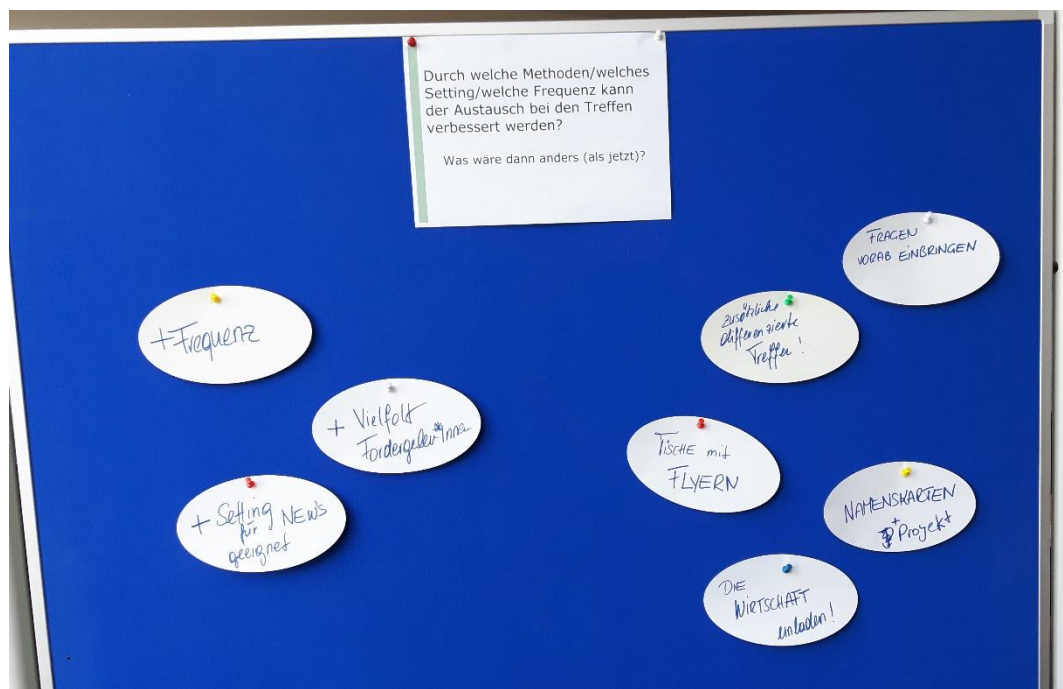 Durch welche Methoden/welches
Setting/welche Frequenz kann
der Austausch bei den Treffen
verbessert werden?
Was wäre dann anders (als jetzt)?
+ Frequenz
+ Vielfalt
Fördergeber*Innen
+ Setting
für NEWS
geeignet
FRAGEN
VORAB EINBRINGEN
zusätzliche
differenzierte
Treffen!
TISCHE mit
FLYERN
NAMENSKARTEN
+ Projekt
DIE
WIRTSCHAFT
einladen!